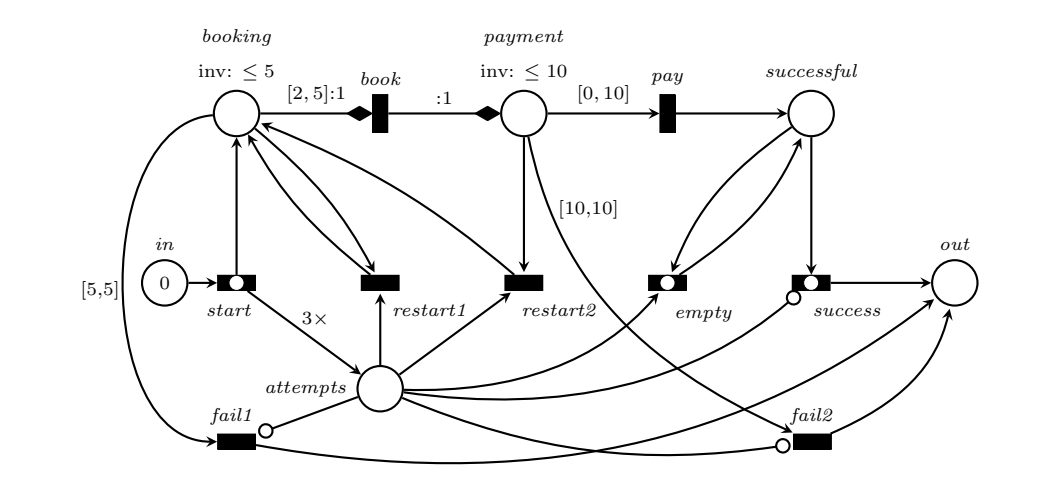 booking
payment
inv: ≤ 5
book
inv: ≤ 10
pay
successful
[2, 5]:1
:1
[0, 10]
[10,10]
in
out
0
[5,5]
start
restart1
restart2
empty
success
3×
attempts
fail1
fail2